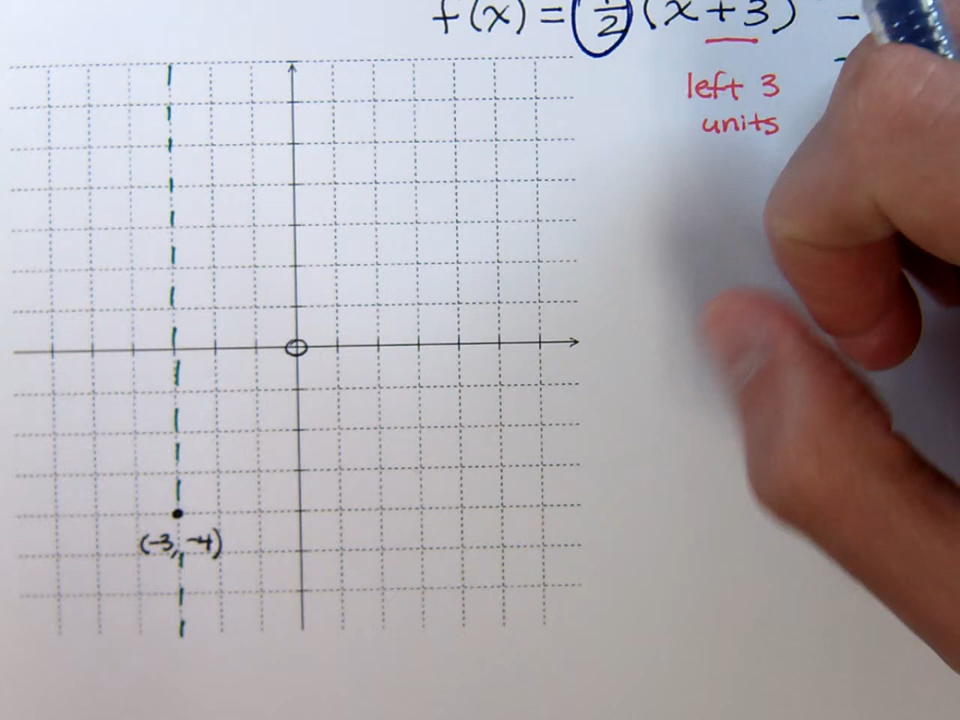 f(x) = 1/2 (x+3) -
left 3
units
(-3, -4)